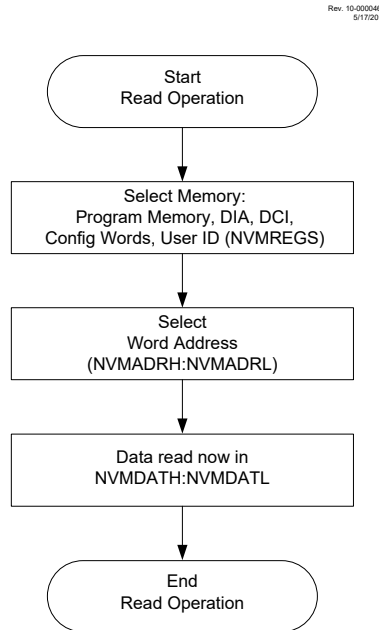 Rev. 10-000046
5/17/20
Start
Read Operation
Select Memory:
Program Memory, DIA, DCI,
Config Words, User ID (NVMREGS)
Select
Word Address
(NVMADRH:NVMADRL)
Data read now in
NVMDATH:NVMDATL
End
Read Operation